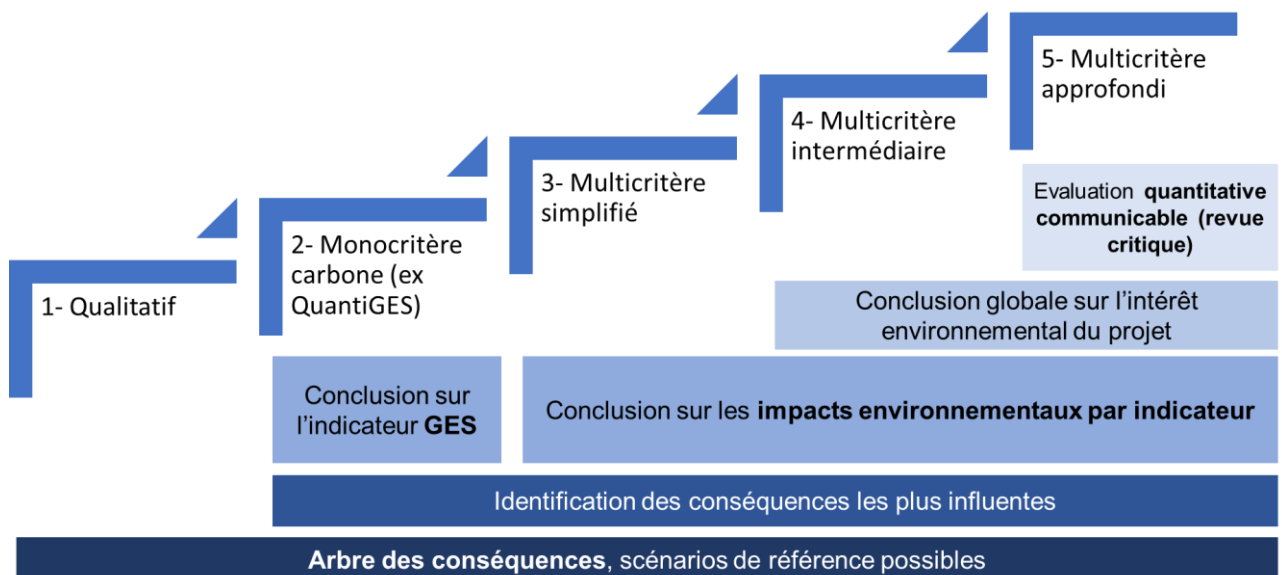 1- Qualitatif
2- Monocritère
carbone (ex
QuantiGES)
3- Multicritère
simplifié
4- Multicritère
intermédiaire
5- Multicritère
approfondi
Evaluation quantitative
communicable (revue
critique)
Conclusion globale sur l’intérêt
environnemental du projet
Conclusion sur
l’indicateur GES
Conclusion sur les impacts environnementaux par indicateur
Identification des conséquences les plus influentes
Arbre des conséquences, scénarios de référence possibles